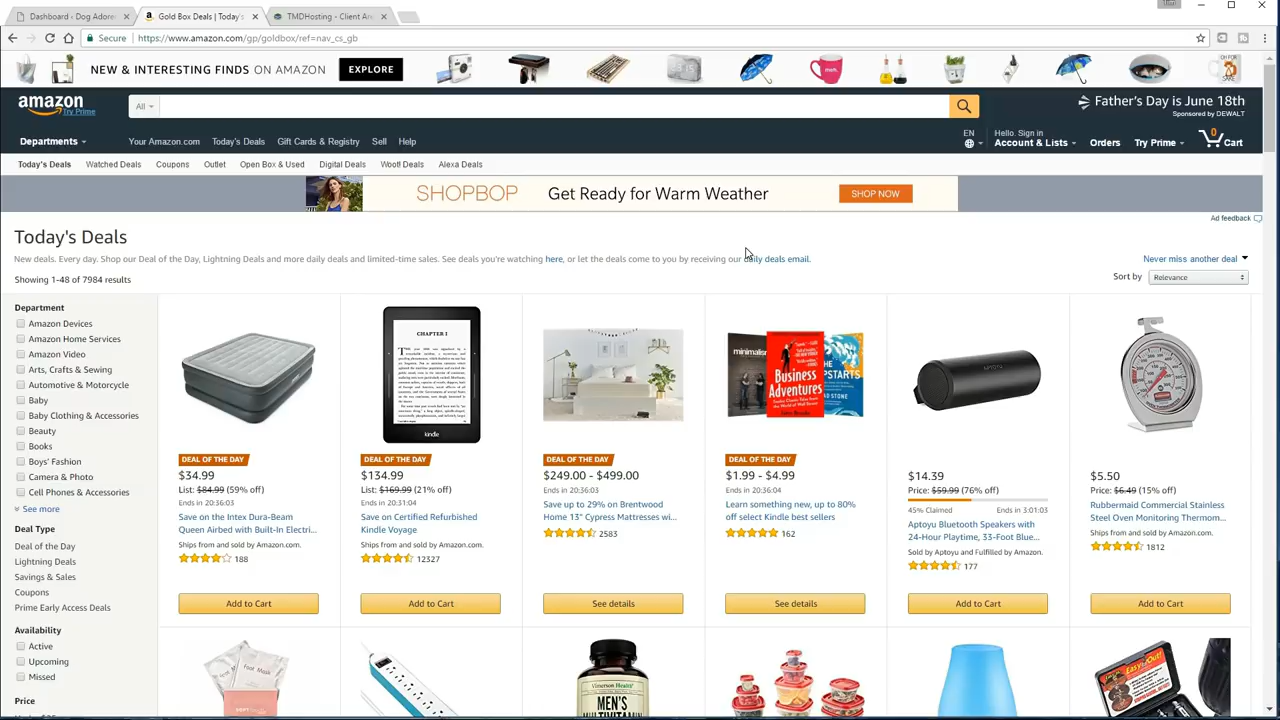 Dashboard ‹ Dog Adore
Gold Box Deals | Today's
TMDHosting - Client Are
Secure
https://www.amazon.com/gp/goldbox/ref=nav_cs_gb
NEW & INTERESTING FINDS ON AMAZON
EXPLORE
amazon
Try Prime
All
Father's Day is June 18th
Sponsored by DEWALT
Departments
Your Amazon.com
Today's Deals
Gift Cards & Registry
Sell
Help
EN
Hello. Sign in
Account & Lists
Orders
Try Prime
0
Cart
Today's Deals
Watched Deals
Coupons
Outlet
Open Box & Used
Digital Deals
Woot! Deals
Alexa Deals
SHOPBOP
Get Ready for Warm Weather
SHOP NOW
Ad feedback
Today's Deals
New deals. Every day. Shop our Deal of the Day, Lightning Deals and more daily deals and limited-time sales. See deals you're watching here, or let the deals come to you by receiving our daily deals email.
Never miss another deal
Showing 1-48 of 7984 results
Sort by
Relevance
Department
Amazon Devices
Amazon Home Services
Amazon Video
Arts, Crafts & Sewing
Automotive & Motorcycle
Baby
Baby Clothing & Accessories
Beauty
Books
Boys' Fashion
Camera & Photo
Cell Phones & Accessories
See more
Deal Type
Deal of the Day
Lightning Deals
Savings & Sales
Coupons
Prime Early Access Deals
Availability
Active
Upcoming
Missed
Price
DEAL OF THE DAY
$34.99
List: $84.99 (59% off)
Ends in 20:36:03
Save on the Intex Dura-Beam
Queen Airbed with Built-In Electri...
Ships from and sold by Amazon.com.
188
Add to Cart
CHAPTER I
kindle
DEAL OF THE DAY
$134.99
List: $169.99 (21% off)
Ends in 20:31:04
Save on Certified Refurbished
Kindle Voyage
Ships from and sold by Amazon.com.
12327
Add to Cart
DEAL OF THE DAY
$249.00 - $499.00
Ends in 20:36:03
Save up to 29% on Brentwood
Home 13" Cypress Mattresses wi...
2583
See details
minimalism
Business
Adventures
STONE
DEAL OF THE DAY
$1.99 - $4.99
Ends in 20:36:04
Learn something new, up to 80%
off select Kindle best sellers
162
See details
APTOYU
$14.39
Price: $59.99 (76% off)
45% Claimed
Ends in 3:01:03
Aptoyu Bluetooth Speakers with
24-Hour Playtime, 33-Foot Blue...
Sold by Aptoyu and Fulfilled by Amazon.
177
Add to Cart
$5.50
Price: $6.49 (15% off)
Rubbermaid Commercial Stainless
Steel Oven Monitoring Thermom...
1812
Add to Cart
Foot Mask
Vimerson Health
MEN'S
MULTIVITAMIN
Easy Out!